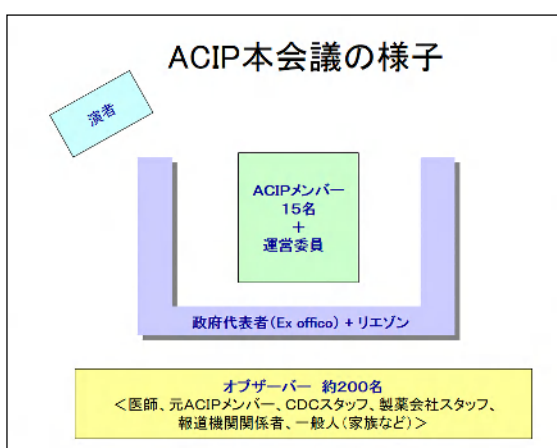 ACIP本会議の様子
演者
ACIPメンバー
15名
+
運営委員
政府代表者(Ex offico) + リエゾン
オブザーバー 約200名
＜医師、元ACIPメンバー、CDCスタッフ、製薬会社スタッフ、
報道機関関係者、一般人(家族など)＞